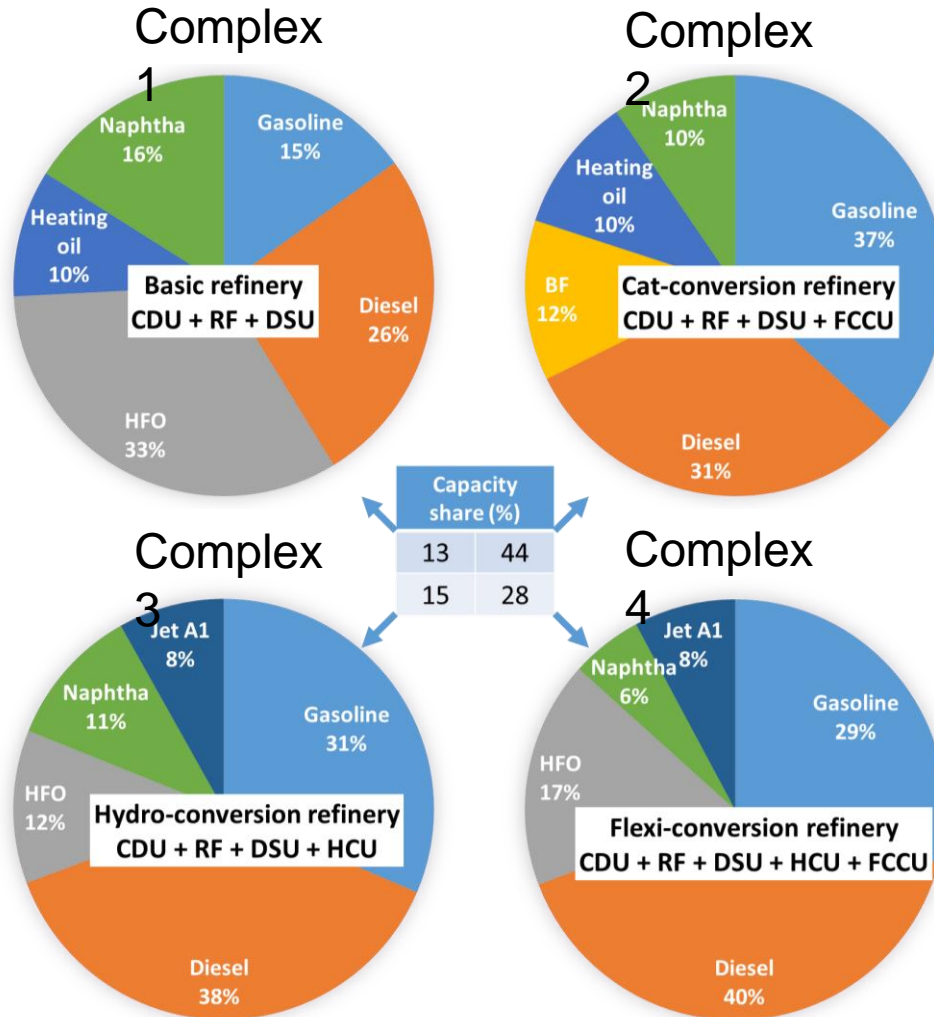 Complex
1
Naphtha
16%
Gasoline
15%
Heating
oil
10%
Basic refinery
CDU + RF + DSU
Diesel
26%
HFO
33%
Complex
2
Naphtha
10%
Heating
oil
10%
Gasoline
37%
BF
12%
Cat-conversion refinery
CDU + RF + DSU + FCCU
Diesel
31%
Capacity
share (%)
13 44
15 28
Complex
3
Jet A1
8%
Naphtha
11%
Gasoline
31%
HFO
12%
Hydro-conversion refinery
CDU + RF + DSU + HCU
Diesel
38%
Complex
4
Jet A1
8%
Naphtha
6%
Gasoline
29%
HFO
17%
Flexi-conversion refinery
CDU + RF + DSU + HCU + FCCU
Diesel
40%